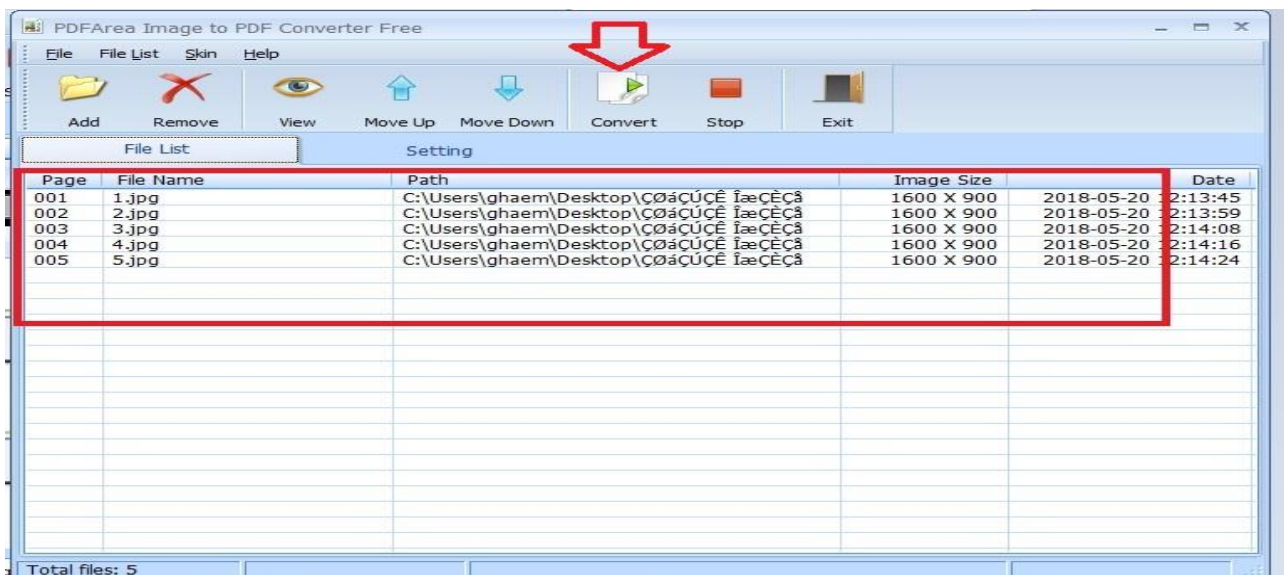 PDFArea Image to PDF Converter Free
File File List Skin Help
Add Remove View Move Up Move Down Convert Stop Exit
File List Setting
Page File Name Path Image Size Date
001 1.jpg C:\Users\ghaem\Desktop\ÇØáÇÚÇÊ ÎæÇÈÇå 1600 X 900 2018-05-20 12:13:45
002 2.jpg C:\Users\ghaem\Desktop\ÇØáÇÚÇÊ ÎæÇÈÇå 1600 X 900 2018-05-20 12:13:59
003 3.jpg C:\Users\ghaem\Desktop\ÇØáÇÚÇÊ ÎæÇÈÇå 1600 X 900 2018-05-20 12:14:08
004 4.jpg C:\Users\ghaem\Desktop\ÇØáÇÚÇÊ ÎæÇÈÇå 1600 X 900 2018-05-20 12:14:16
005 5.jpg C:\Users\ghaem\Desktop\ÇØáÇÚÇÊ ÎæÇÈÇå 1600 X 900 2018-05-20 12:14:24
Total files: 5